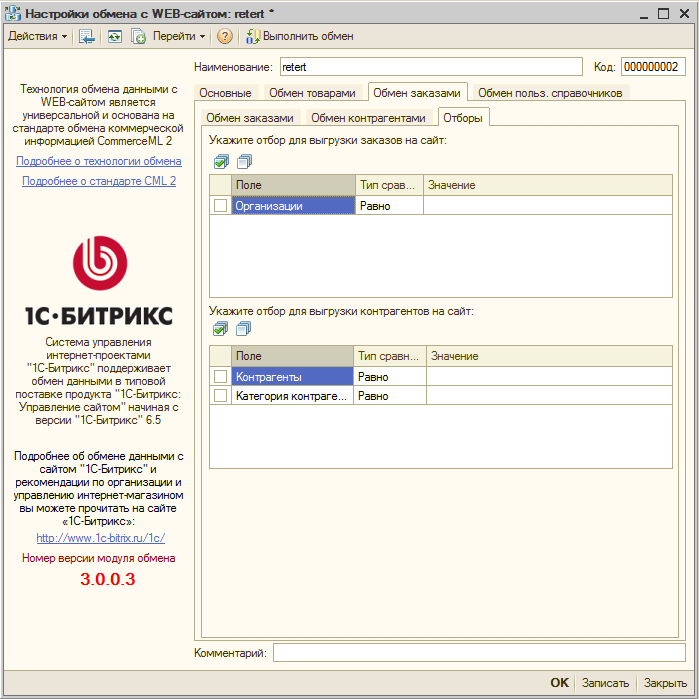 Настройки обмена с WEB-сайтом: retert *
Действия Перейти ? Выполнить обмен
Технология обмена данными с
WEB-сайтом является
универсальной и основана на
стандарте обмена коммерческой
информацией CommerceML 2
Подробнее о технологии обмена
Подробнее о стандарте CML 2
1С·БИТРИКС
Система управления
интернет-проектами
"1С-Битрикс" поддерживает
обмен данными в типовой
поставке продукта "1С-Битрикс:
Управление сайтом" начиная с
версии "1С-Битрикс" 6.5
Подробнее об обмене данными с
сайтом "1С-Битрикс" и
рекомендации по организации и
управлению интернет-магазином
вы можете прочитать на сайте
«1С-Битрикс»:
http://www.1c-bitrix.ru/1c/
Номер версии модуля обмена
3.0.0.3
Наименование: retert Код: 000000002
Основные Обмен товарами Обмен заказами Обмен польз. справочников
Обмен заказами Обмен контрагентами Отборы
Укажите отбор для выгрузки заказов на сайт:
Поле Тип срав... Значение
Организации Равно
Укажите отбор для выгрузки контрагентов на сайт:
Поле Тип сравн... Значение
Контрагенты Равно
Категория контраге... Равно
Комментарий:
OK Записать Закрыть